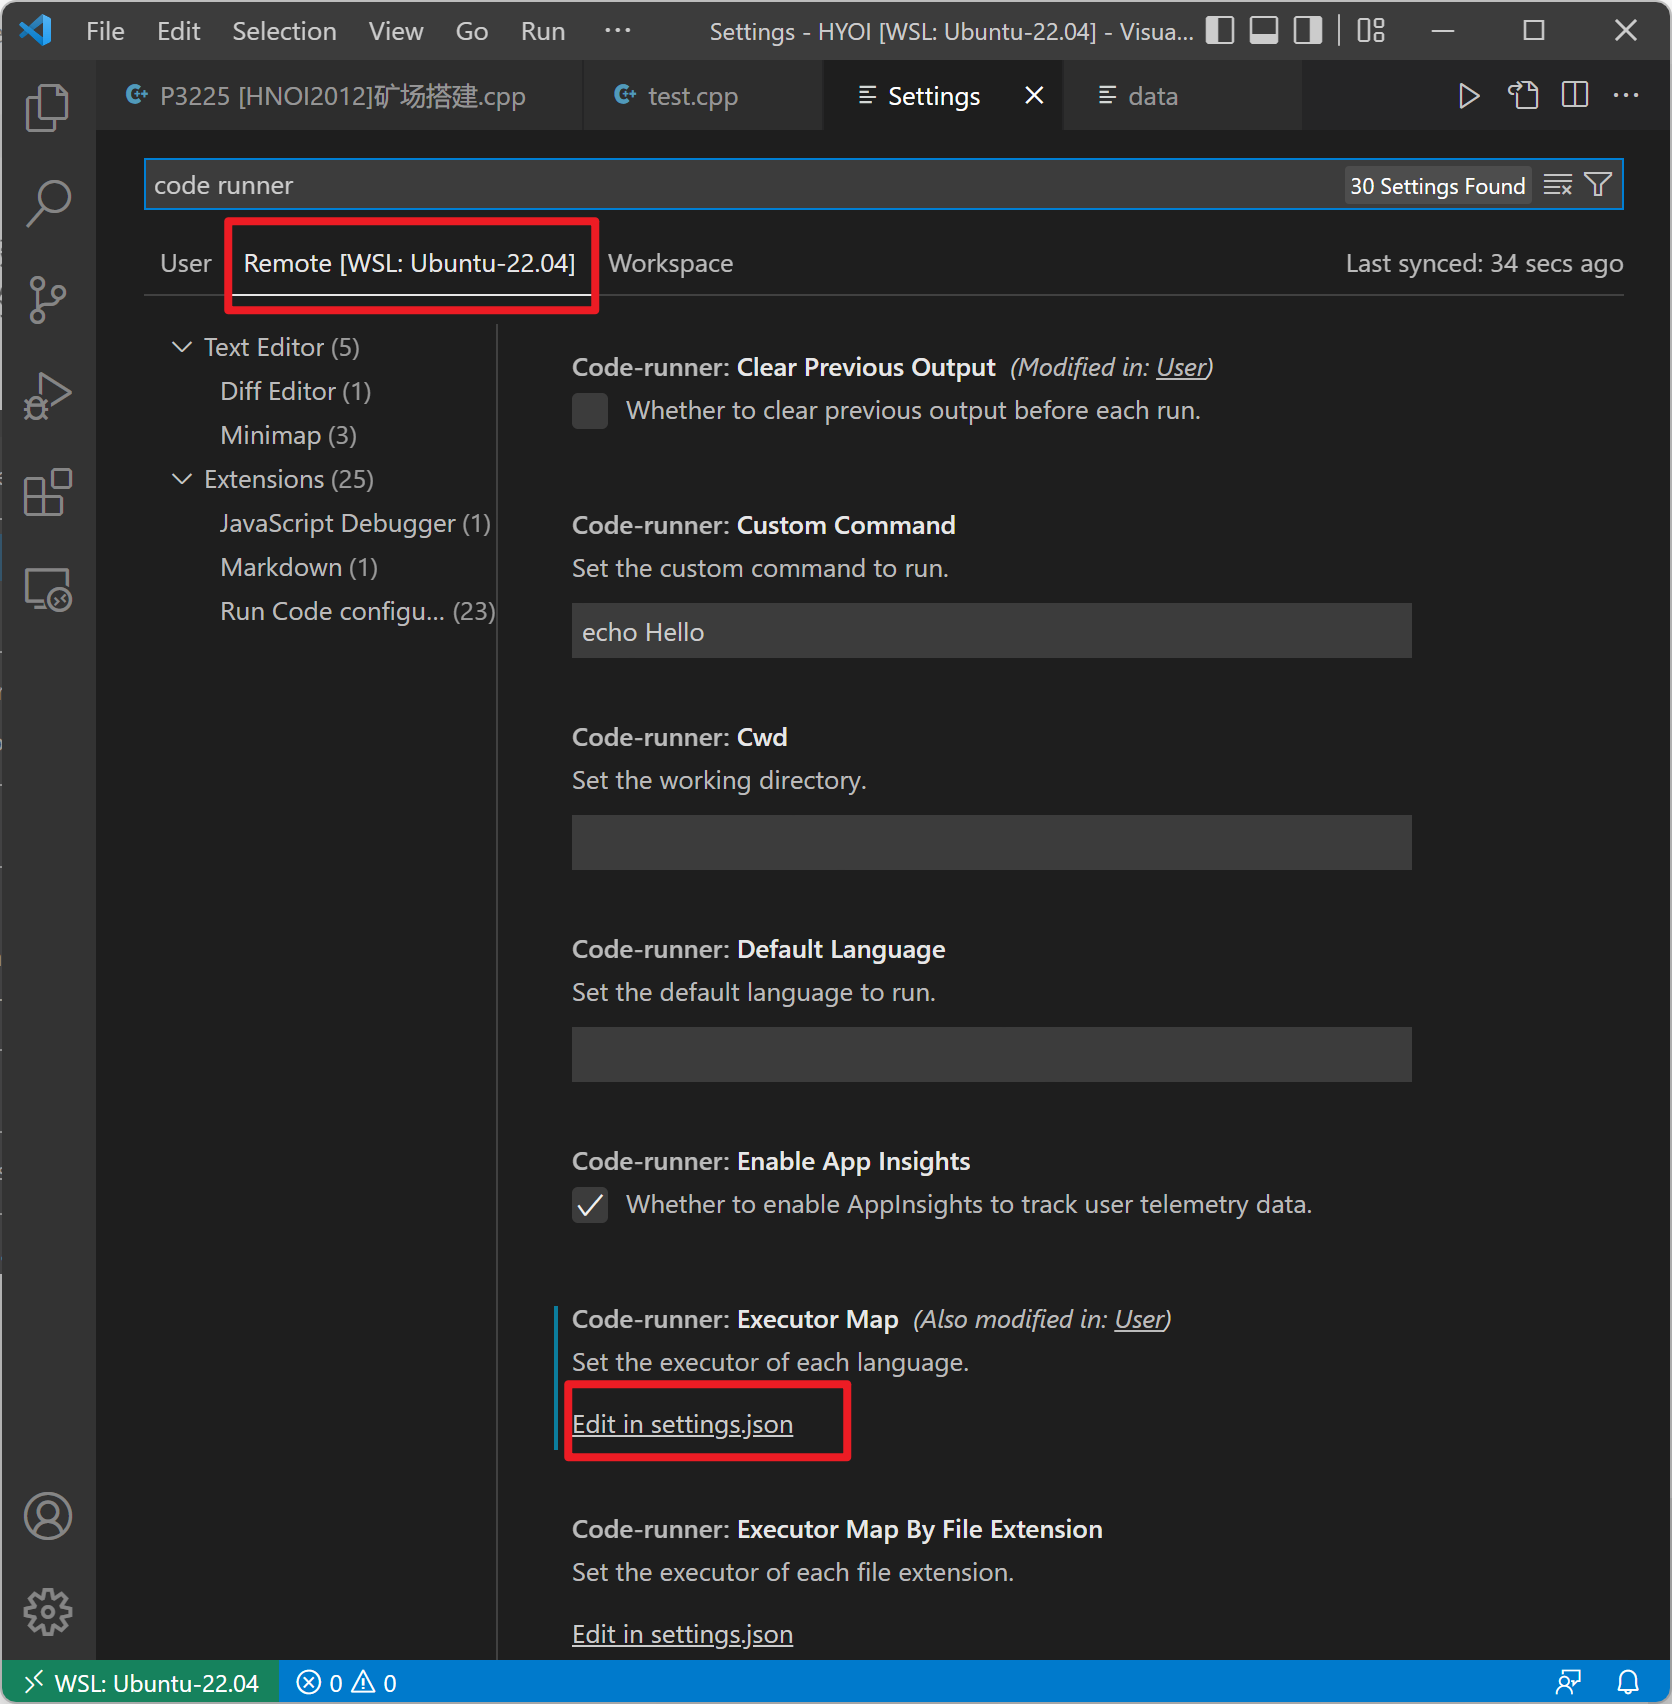 File Edit Selection View Go Run ··· Settings - HYOI [WSL: Ubuntu-22.04] - Visua...
P3225 [HNOI2012]矿场搭建.cpp test.cpp Settings data
code runner 30 Settings Found
User Remote [WSL: Ubuntu-22.04] Workspace Last synced: 34 secs ago
Text Editor (5)
Diff Editor (1)
Minimap (3)
Extensions (25)
JavaScript Debugger (1)
Markdown (1)
Run Code configu... (23)
Code-runner: Clear Previous Output (Modified in: User)
Whether to clear previous output before each run.
Code-runner: Custom Command
Set the custom command to run.
echo Hello
Code-runner: Cwd
Set the working directory.
Code-runner: Default Language
Set the default language to run.
Code-runner: Enable App Insights
Whether to enable AppInsights to track user telemetry data.
Code-runner: Executor Map (Also modified in: User)
Set the executor of each language.
Edit in settings.json
Code-runner: Executor Map By File Extension
Set the executor of each file extension.
Edit in settings.json
WSL: Ubuntu-22.04 0 0